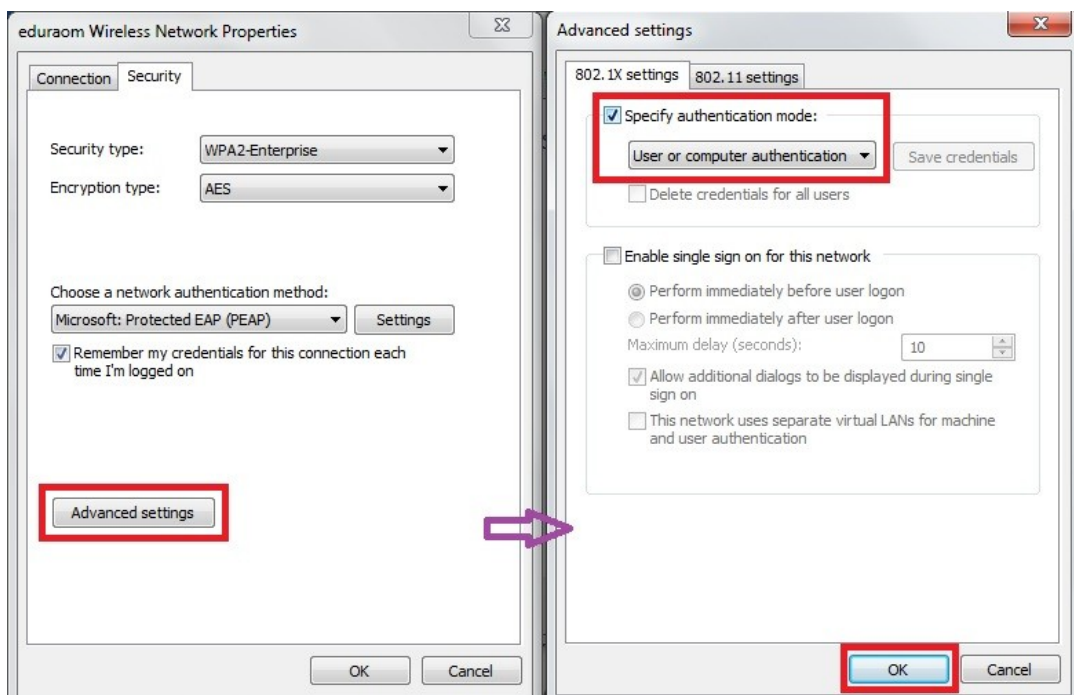 eduraom Wireless Network Properties
Connection
Security
Security type:
WPA2-Enterprise
Encryption type:
AES
Choose a network authentication method:
Microsoft: Protected EAP (PEAP)
Settings
Remember my credentials for this connection each
time I'm logged on
Advanced settings
OK
Cancel
Advanced settings
802.1X settings
802.11 settings
Specify authentication mode:
User or computer authentication
Save credentials
Delete credentials for all users
Enable single sign on for this network
Perform immediately before user logon
Perform immediately after user logon
Maximum delay (seconds):
10
Allow additional dialogs to be displayed during single
sign on
This network uses separate virtual LANs for machine
and user authentication
OK
Cancel